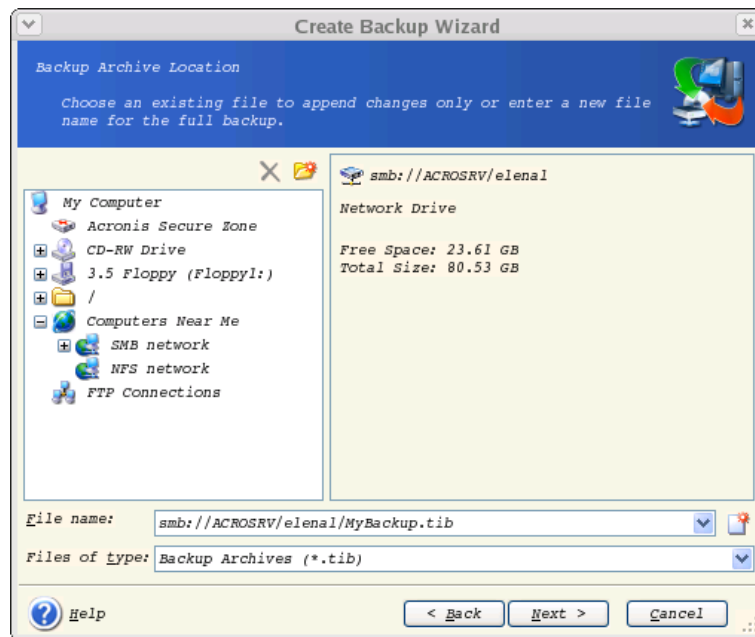 Create Backup Wizard
Backup Archive Location
Choose an existing file to append changes only or enter a new file
name for the full backup.
My Computer
Acronis Secure Zone
CD-RW Drive
3.5 Floppy (Floppy1:)
/
Computers Near Me
SMB network
NFS network
FTP Connections
smb://ACROSRV/elenal
Network Drive
Free Space: 23.61 GB
Total Size: 80.53 GB
File name: smb://ACROSRV/elenal/MyBackup.tib
Files of type: Backup Archives (*.tib)
Help < Back Next > Cancel